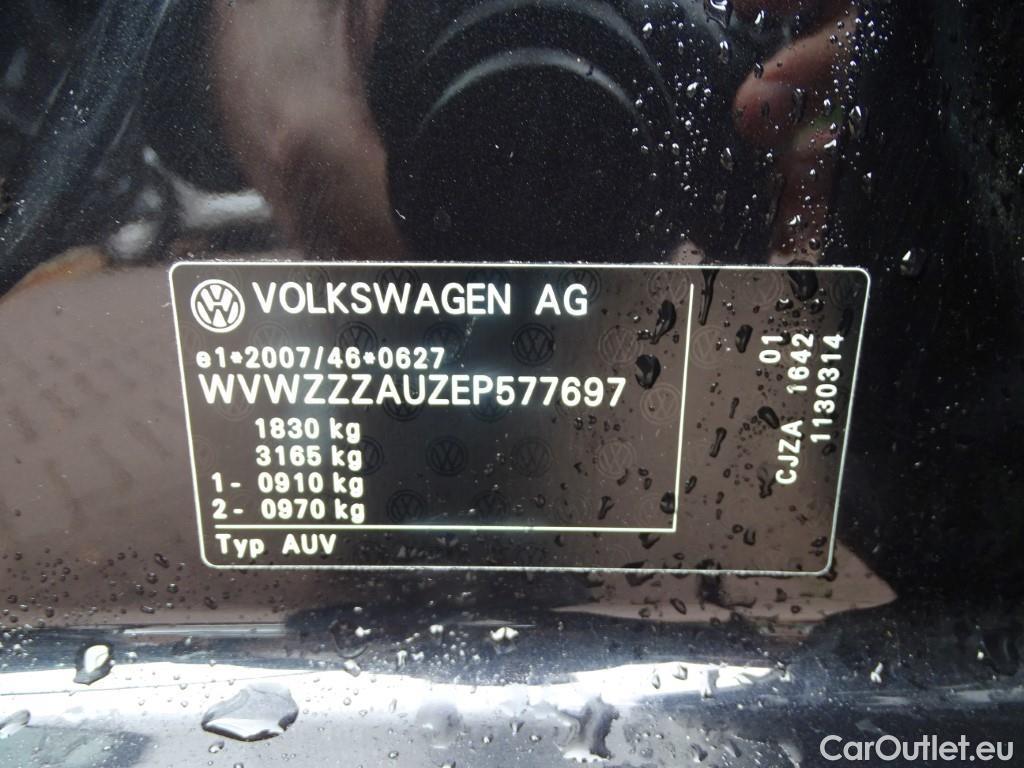 VOLKSWAGEN AG
e1*2007/46*0627
WVWZZZAUZEP577697
1830 kg
3165 kg
1- 0910 kg
2- 0970 kg
Typ AUV
01
CJZA 1642
1130314
CarOutlet.eu